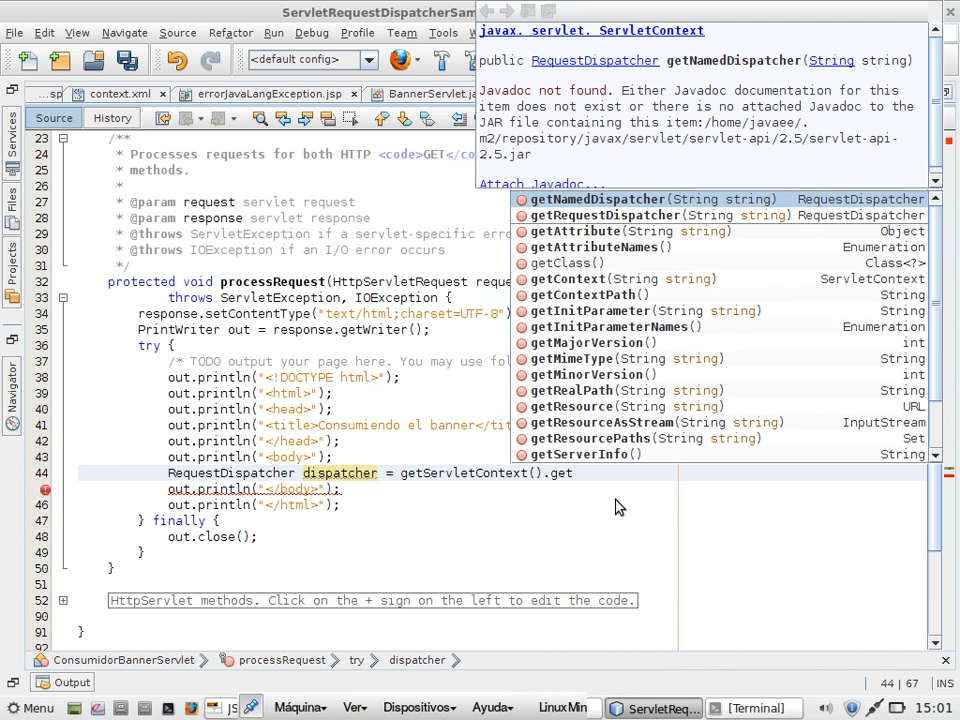 ServletRequestDispatcherSam
File Edit View Navigate Source Refactor Run Debug Profile Team Tools
<default config>
...sp context.xml errorJavaLangException.jsp BannerServlet.j
Source History
Services
Files
Projects
Navigator
javax. servlet. ServletContext
public RequestDispatcher getNamedDispatcher(String string)
Javadoc not found. Either Javadoc documentation for this
item does not exist or there is no attached Javadoc to the
JAR file containing this item:/home/javaee/.
m2/repository/javax/servlet/servlet-api/2.5/servlet-api-
2.5.jar
Attach Javadoc...
getNamedDispatcher(String string) RequestDispatcher
getRequestDispatcher(String string) RequestDispatcher
getAttribute(String string) Object
getAttributeNames() Enumeration
getClass() Class<?>
getContext(String string) ServletContext
getContextPath() String
getInitParameter(String string) String
getInitParameterNames() Enumeration
getMajorVersion() int
getMimeType(String string) String
getMinorVersion() int
getRealPath(String string) String
getResource(String string) URL
getResourceAsStream(String string) InputStream
getResourcePaths(String string) Set
getServerInfo() String
23 /**
24 * Processes requests for both HTTP <code>GET</co
25 * methods.
26 *
27 * @param request servlet request
28 * @param response servlet response
29 * @throws ServletException if a servlet-specific erro
30 * @throws IOException if an I/O error occurs
31 */
32 protected void processRequest(HttpServletRequest reque
33 throws ServletException, IOException {
34 response.setContentType("text/html;charset=UTF-8")
35 PrintWriter out = response.getWriter();
36 try {
37 /* TODO output your page here. You may use fol
38 out.println("<!DOCTYPE html>");
39 out.println("<html>");
40 out.println("<head>");
41 out.println("<title>Consumiendo el banner</tit
42 out.println("</head>");
43 out.println("<body>");
44 RequestDispatcher dispatcher = getServletContext().get
out.println("</body>");
46 out.println("</html>");
47 } finally {
48 out.close();
49 }
50 }
51
52 HttpServlet methods. Click on the + sign on the left to edit the code.
90
91 }
92
ConsumidorBannerServlet processRequest try dispatcher
Output
44 | 67 INS
Menu JS Máquina Ver Dispositivos Ayuda Linux Min ServletReq... [Terminal] 15:01